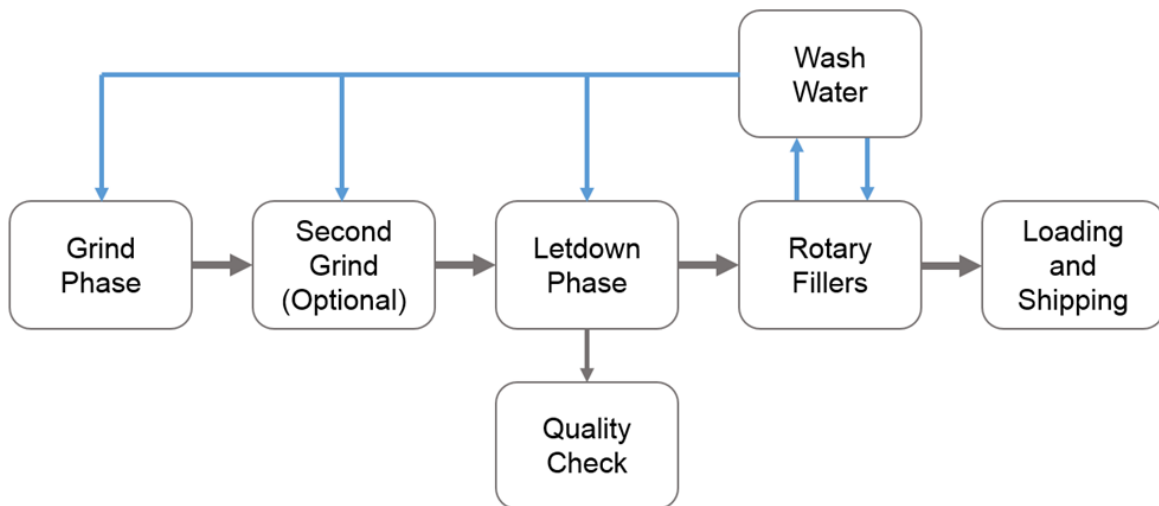 Wash
Water
Grind
Phase
Second
Grind
(Optional)
Letdown
Phase
Rotary
Fillers
Loading
and
Shipping
Quality
Check